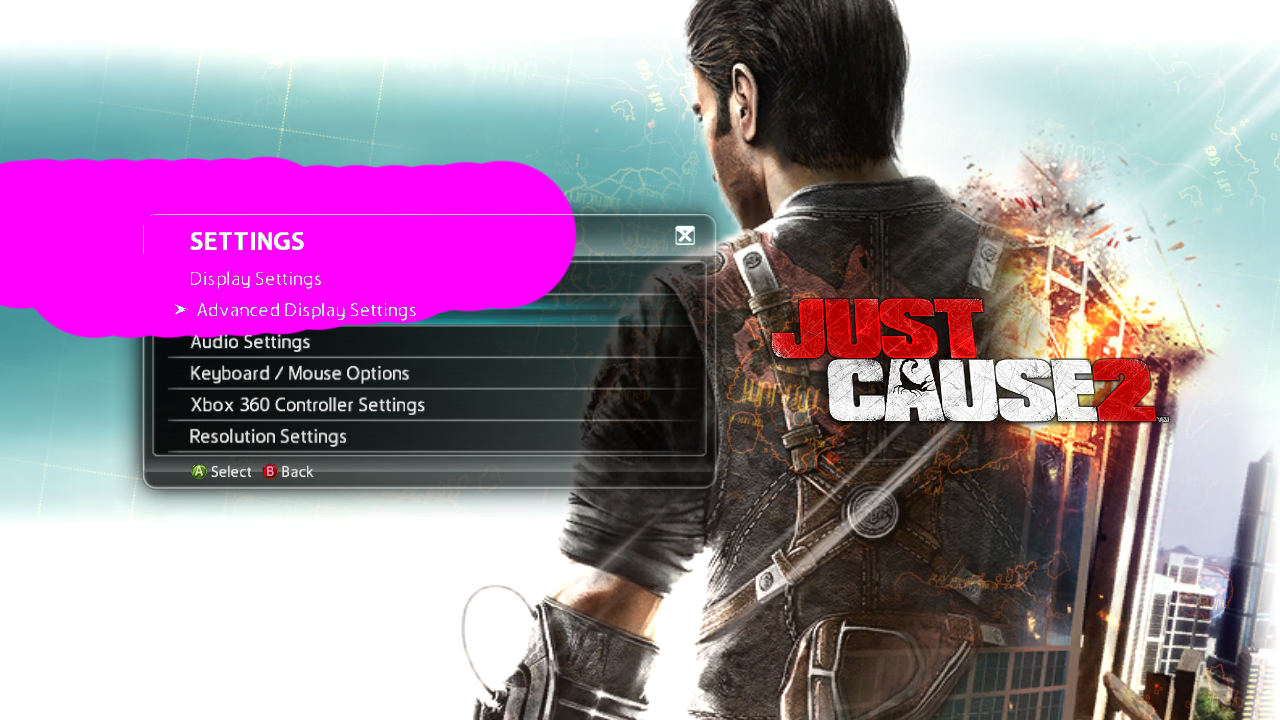 SETTINGS
Display Settings
Advanced Display Settings
Audio Settings
Keyboard / Mouse Options
Xbox 360 Controller Settings
Resolution Settings
A Select B Back
JUST
CAUSE 2™